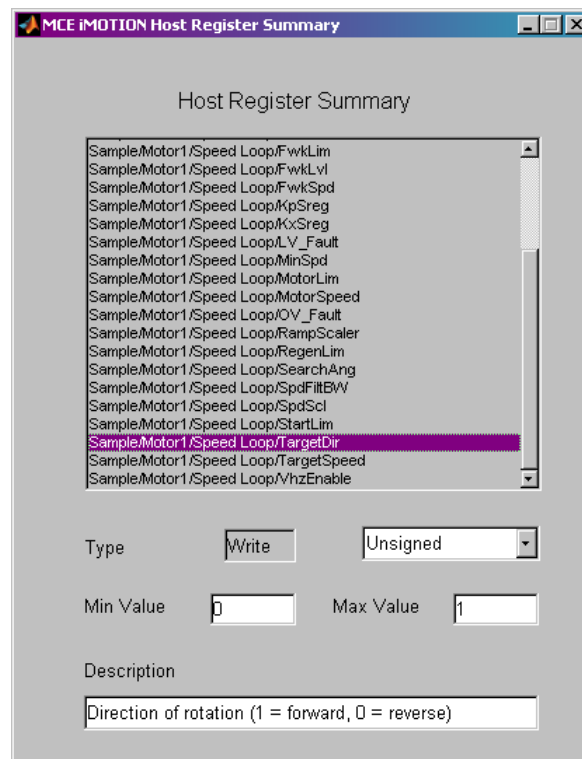 MCE iMOTION Host Register Summary
Host Register Summary
Sample/Motor1/Speed Loop/FwkLim
Sample/Motor1/Speed Loop/FwkLvl
Sample/Motor1/Speed Loop/FwkSpd
Sample/Motor1/Speed Loop/KpSreg
Sample/Motor1/Speed Loop/KxSreg
Sample/Motor1/Speed Loop/LV_Fault
Sample/Motor1/Speed Loop/MinSpd
Sample/Motor1/Speed Loop/MotorLim
Sample/Motor1/Speed Loop/MotorSpeed
Sample/Motor1/Speed Loop/OV_Fault
Sample/Motor1/Speed Loop/RampScaler
Sample/Motor1/Speed Loop/RegenLim
Sample/Motor1/Speed Loop/SearchAng
Sample/Motor1/Speed Loop/SpdFiltBW
Sample/Motor1/Speed Loop/SpdScl
Sample/Motor1/Speed Loop/StartLim
Sample/Motor1/Speed Loop/TargetDir
Sample/Motor1/Speed Loop/TargetSpeed
Sample/Motor1/Speed Loop/VhzEnable
Type Write Unsigned
Min Value 0 Max Value 1
Description
Direction of rotation (1 = forward, 0 = reverse)